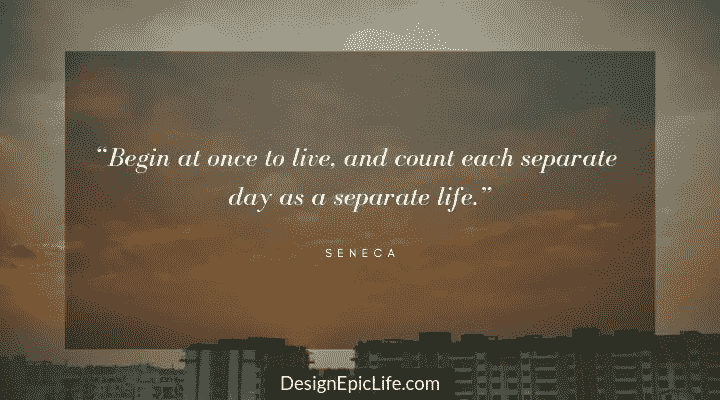 “Begin at once to live, and count each separate
day as a separate life.”
SENECA
DesignEpicLife.com